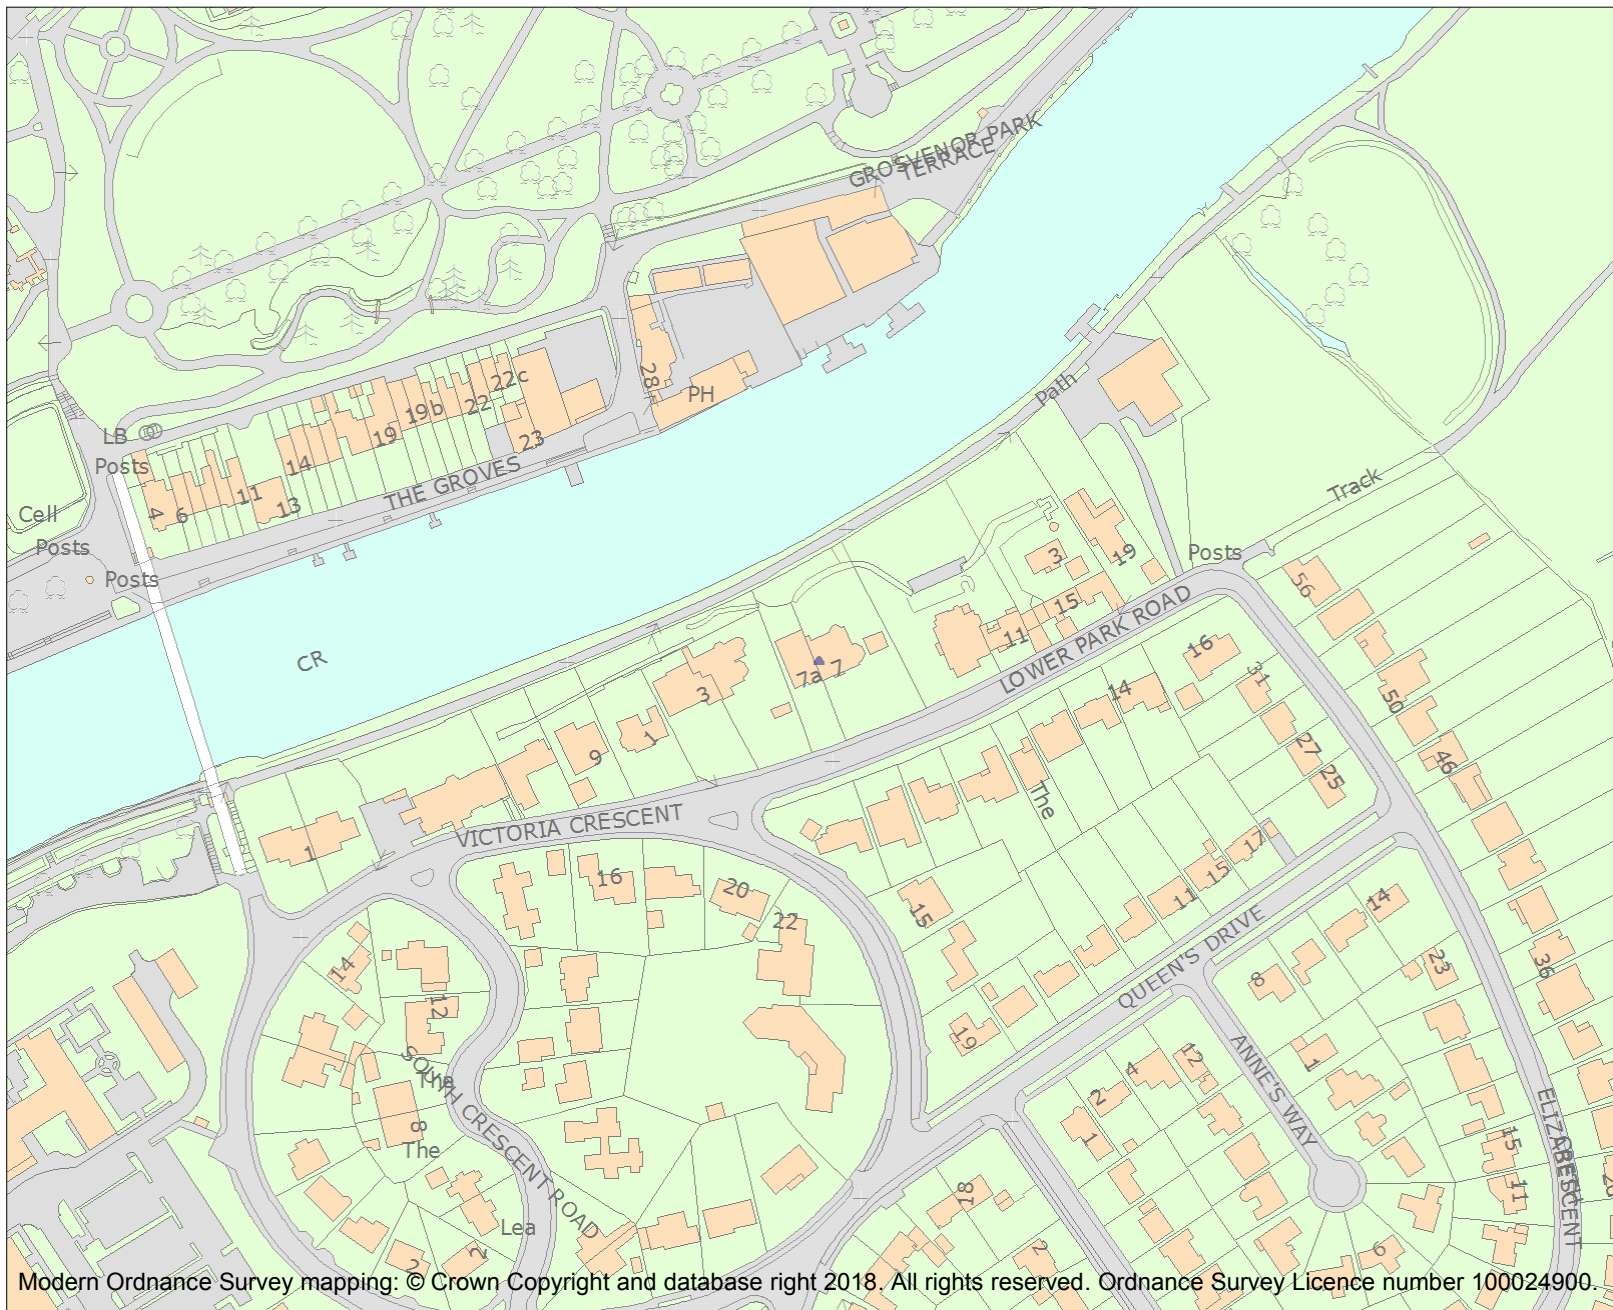 GROSVENOR PARK
TERRACE
28
PH
22c
22
19b
19
23
14
LB
Posts
11
13
4
6
THE GROVES
Cell
Posts
Posts
Path
Track
Posts
CR
3
19
15
11
LOWER PARK ROAD
56
16
31
14
50
27
25
46
7a
7
3
1
9
The
VICTORIA CRESCENT
1
16
20
22
15
17
15
11
14
QUEEN'S DRIVE
23
36
8
14
12
19
SOUTH CRESCENT ROAD
The
8
The
4
12
2
1
1
ANNE'S WAY
ELIZABETH
CRESCENT
15
11
20
18
Lea
2
2
2
6
Modern Ordnance Survey mapping: © Crown Copyright and database right 2018. All rights reserved. Ordnance Survey Licence number 100024900.